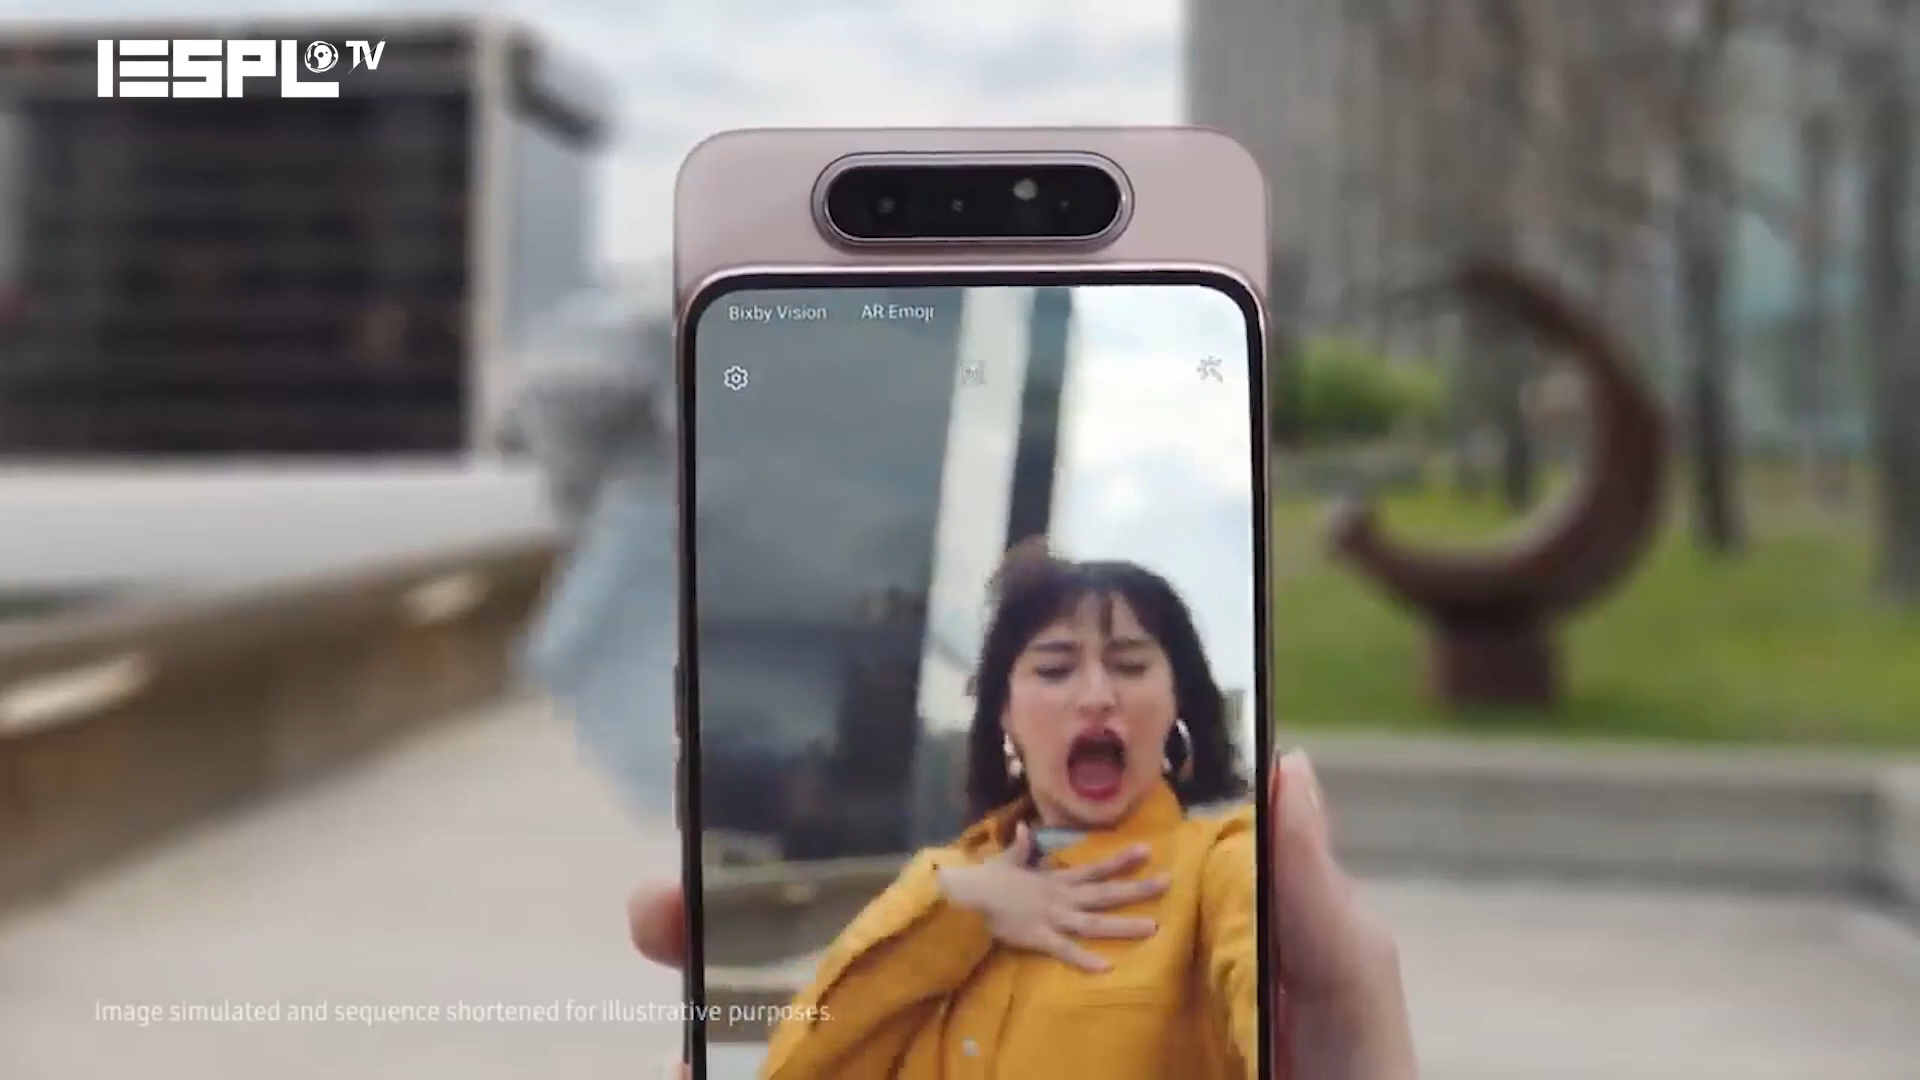 IESPL TV
Bixby Vision AR Emoji
Image simulated and sequence shortened for illustrative purposes.